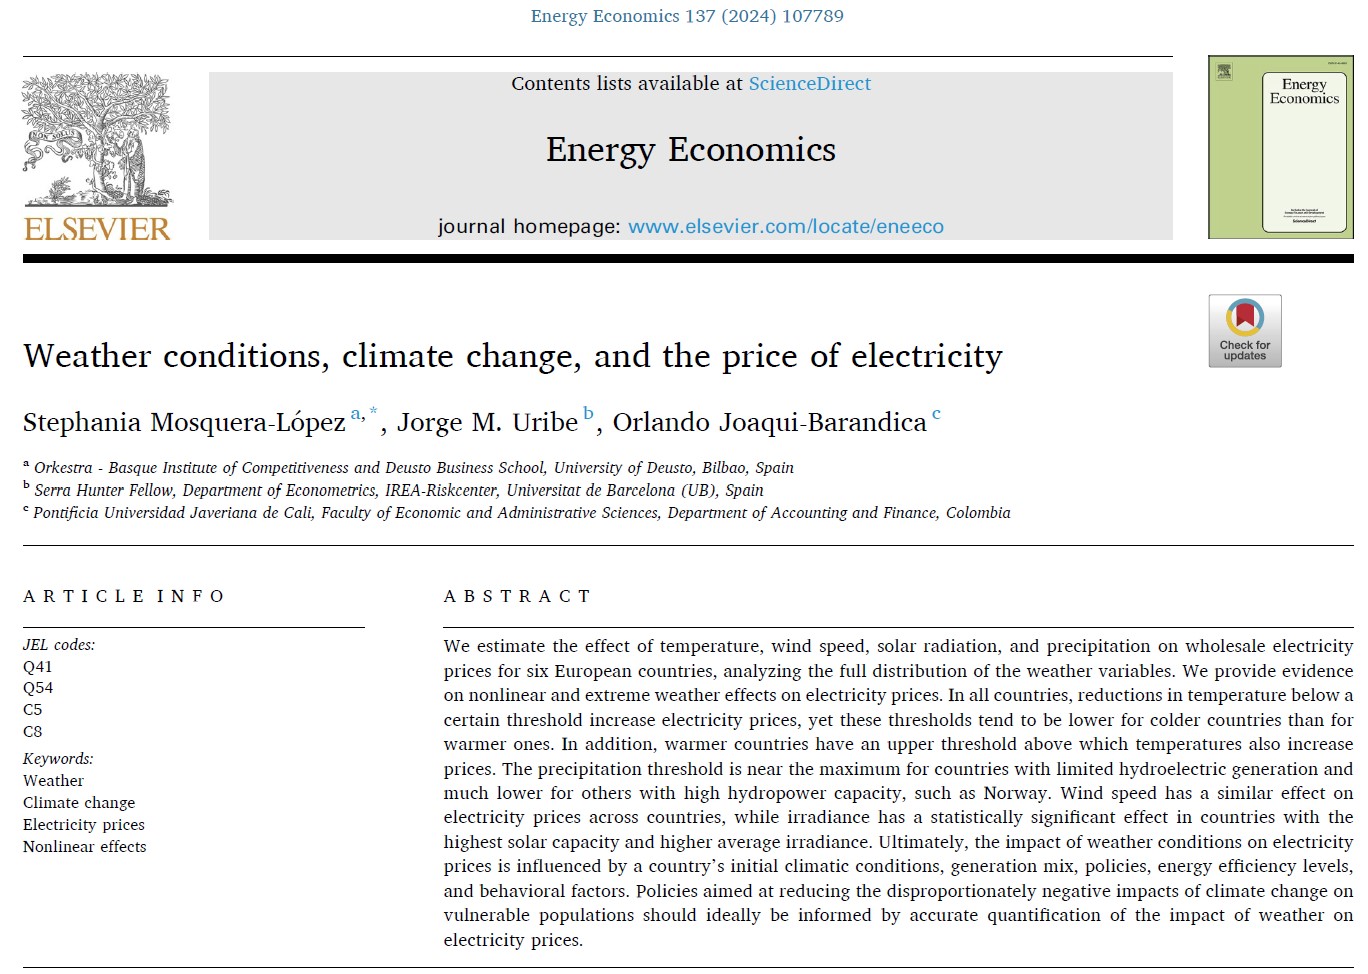 Energy Economics 137 (2024) 107789
Contents lists available at ScienceDirect
Energy Economics
journal homepage: www.elsevier.com/locate/eneeco
NON SOLUS
ELSEVIER
Energy
Economics
ScienceDirect
Check for
updates
Weather conditions, climate change, and the price of electricity
Stephania Mosquera-López a,*, Jorge M. Uribe b, Orlando Joaqui-Barandica c
a Orkestra - Basque Institute of Competitiveness and Deusto Business School, University of Deusto, Bilbao, Spain
b Serra Hunter Fellow, Department of Econometrics, IREA-Riskcenter, Universitat de Barcelona (UB), Spain
c Pontificia Universidad Javeriana de Cali, Faculty of Economic and Administrative Sciences, Department of Accounting and Finance, Colombia
ARTICLE INFO
JEL codes:
Q41
Q54
C5
C8
Keywords:
Weather
Climate change
Electricity prices
Nonlinear effects
ABSTRACT
We estimate the effect of temperature, wind speed, solar radiation, and precipitation on wholesale electricity
prices for six European countries, analyzing the full distribution of the weather variables. We provide evidence
on nonlinear and extreme weather effects on electricity prices. In all countries, reductions in temperature below a
certain threshold increase electricity prices, yet these thresholds tend to be lower for colder countries than for
warmer ones. In addition, warmer countries have an upper threshold above which temperatures also increase
prices. The precipitation threshold is near the maximum for countries with limited hydroelectric generation and
much lower for others with high hydropower capacity, such as Norway. Wind speed has a similar effect on
electricity prices across countries, while irradiance has a statistically significant effect in countries with the
highest solar capacity and higher average irradiance. Ultimately, the impact of weather conditions on electricity
prices is influenced by a country's initial climatic conditions, generation mix, policies, energy efficiency levels,
and behavioral factors. Policies aimed at reducing the disproportionately negative impacts of climate change on
vulnerable populations should ideally be informed by accurate quantification of the impact of weather on
electricity prices.